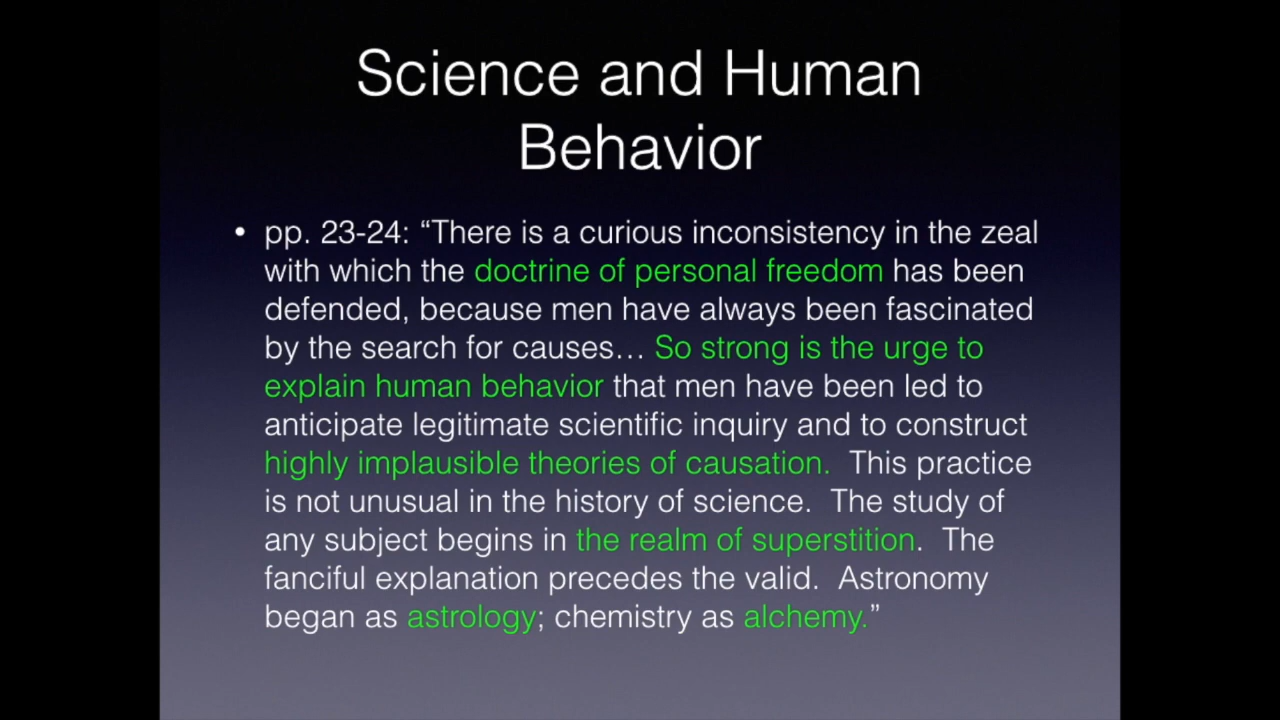 Science and Human
Behavior
• pp. 23-24: “There is a curious inconsistency in the zeal
with which the doctrine of personal freedom has been
defended, because men have always been fascinated
by the search for causes… So strong is the urge to
explain human behavior that men have been led to
anticipate legitimate scientific inquiry and to construct
highly implausible theories of causation.  This practice
is not unusual in the history of science.  The study of
any subject begins in the realm of superstition.  The
fanciful explanation precedes the valid.  Astronomy
began as astrology; chemistry as alchemy.”